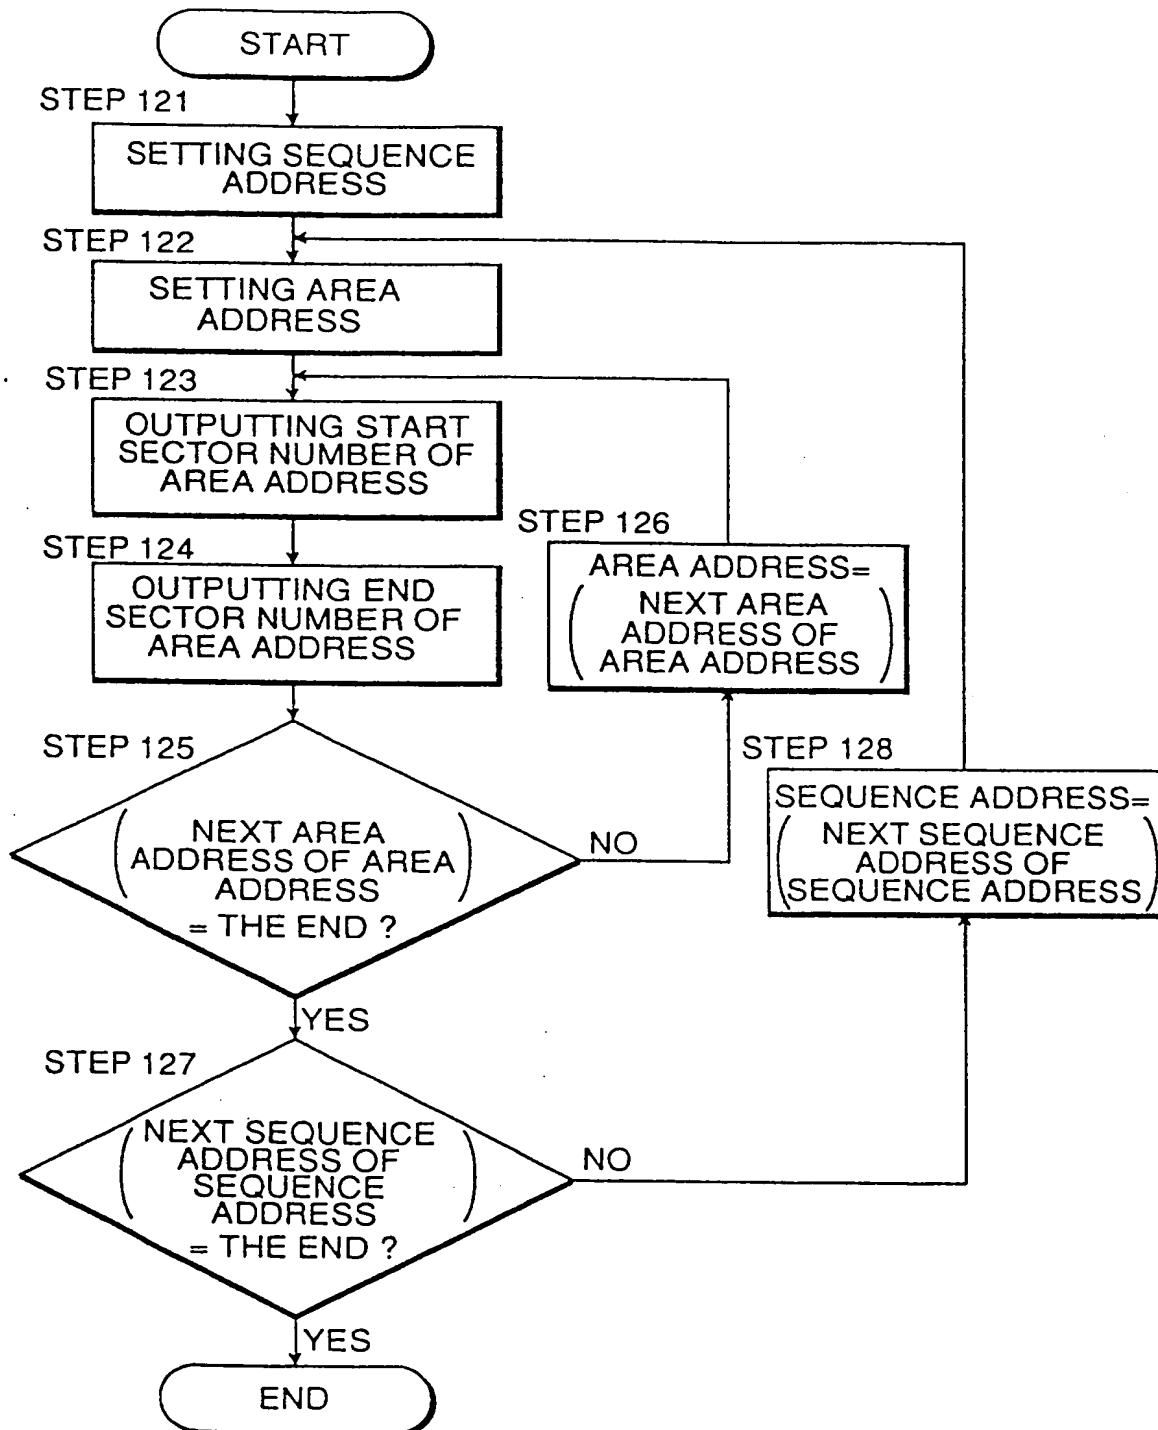 START
STEP 121
SETTING SEQUENCE
ADDRESS
STEP 122
SETTING AREA
ADDRESS
STEP 123
OUTPUTTING START
SECTOR NUMBER OF
AREA ADDRESS
STEP 124
OUTPUTTING END
SECTOR NUMBER OF
AREA ADDRESS
STEP 125
(NEXT AREA
ADDRESS OF AREA
ADDRESS)
= THE END ?
NO
YES
STEP 126
AREA ADDRESS=
(NEXT AREA
ADDRESS OF
AREA ADDRESS)
STEP 127
(NEXT SEQUENCE
ADDRESS OF
SEQUENCE
ADDRESS)
= THE END ?
NO
YES
STEP 128
SEQUENCE ADDRESS=
(NEXT SEQUENCE
ADDRESS OF
SEQUENCE ADDRESS)
END